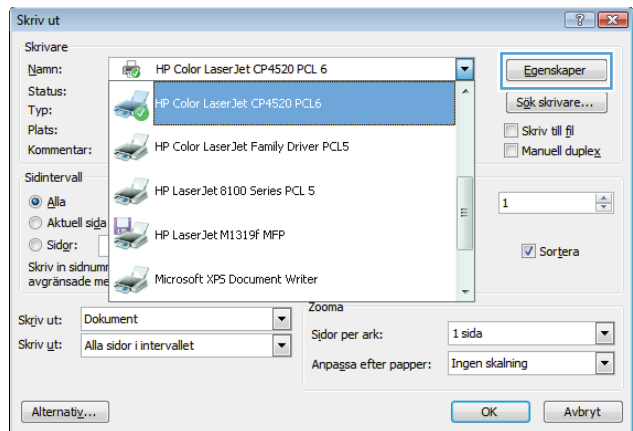 Skriv ut
Skrivare
Namn: HP Color LaserJet CP4520 PCL 6 Egenskaper
Status: HP Color LaserJet CP4520 PCL6 Sök skrivare...
Typ:
Plats: Skriv till fil
Kommentar: HP Color LaserJet Family Driver PCL5 Manuell duplex
Sidintervall
Alla HP LaserJet 8100 Series PCL 5 1
Aktuell sida
Sidor: HP LaserJet M1319f MFP Sortera
Skriv in sidnumr
avgränsade me Microsoft XPS Document Writer
Zooma
Skriv ut: Dokument Sidor per ark: 1 sida
Skriv ut: Alla sidor i intervallet Anpassa efter papper: Ingen skalning
Alternativ... OK Avbryt